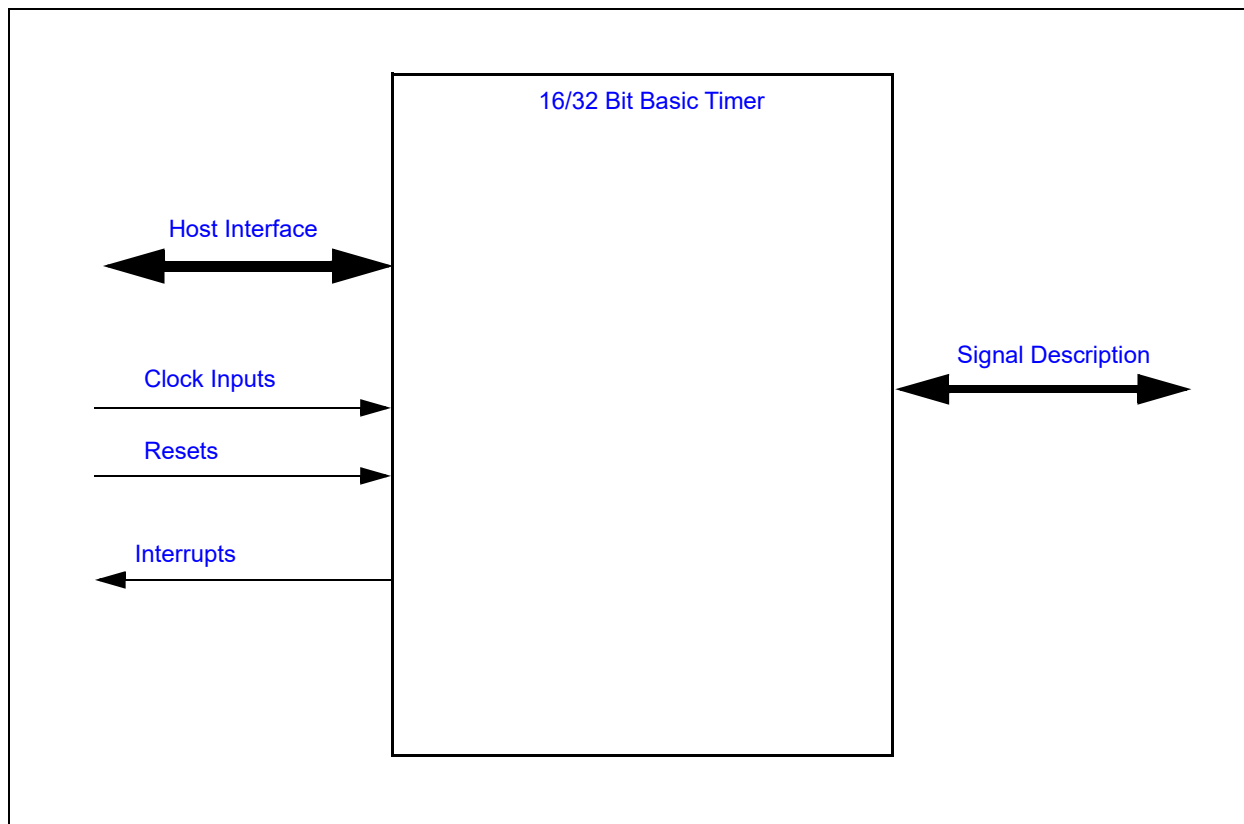 16/32 Bit Basic Timer
Host Interface
Signal Description
Clock Inputs
Resets
Interrupts